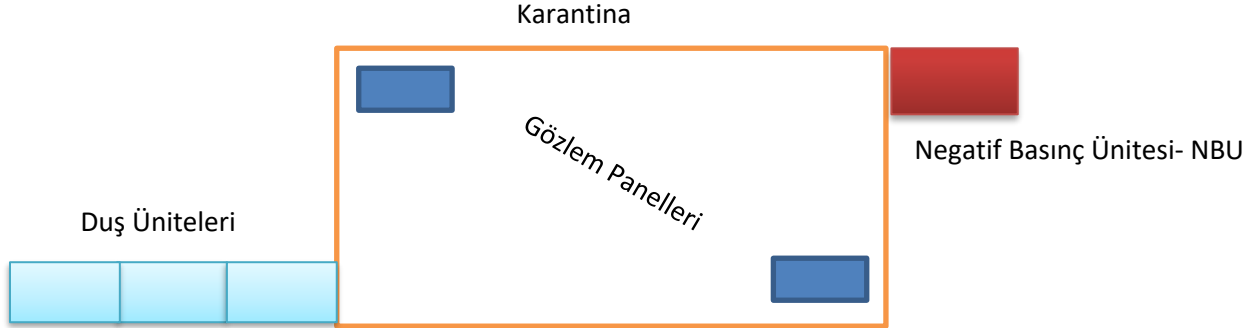 Karantina
Gözlem Panelleri
Negatif Basınç Ünitesi- NBU
Duş Üniteleri